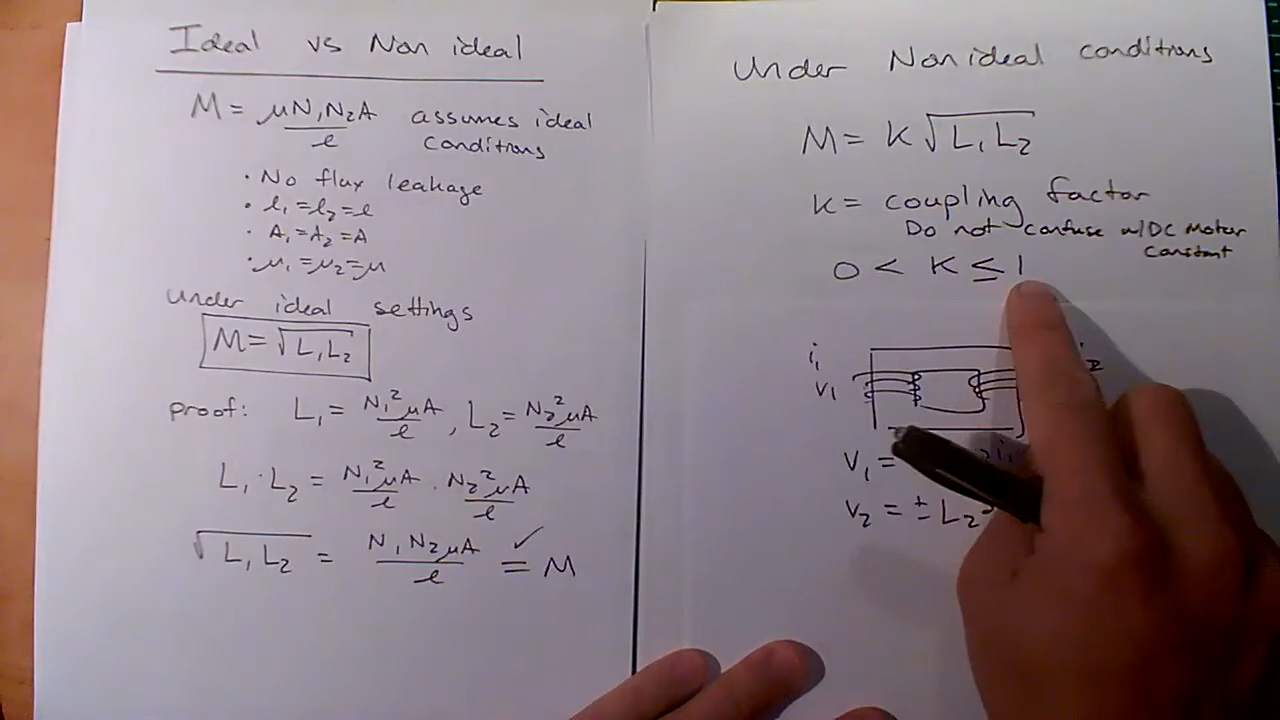 Ideal vs Non ideal
M = μN₁N₂A / ℓ assumes ideal conditions
· No flux leakage
· ℓ₁ = ℓ₂ = ℓ
· A₁ = A₂ = A
· μ₁ = μ₂ = μ
Under ideal settings
M = √L₁L₂
proof: L₁ = N₁²μA / ℓ , L₂ = N₂²μA / ℓ
L₁ · L₂ = N₁²μA / ℓ · N₂²μA / ℓ
√L₁L₂ = N₁N₂μA / ℓ = M ✓
Under Nonideal conditions
M = K√L₁L₂
K = coupling factor
Do not confuse w/DC Motor
Constant
0 < K ≤ 1
i₁
V₁
2
V₁ =
V₂ = ± L₂